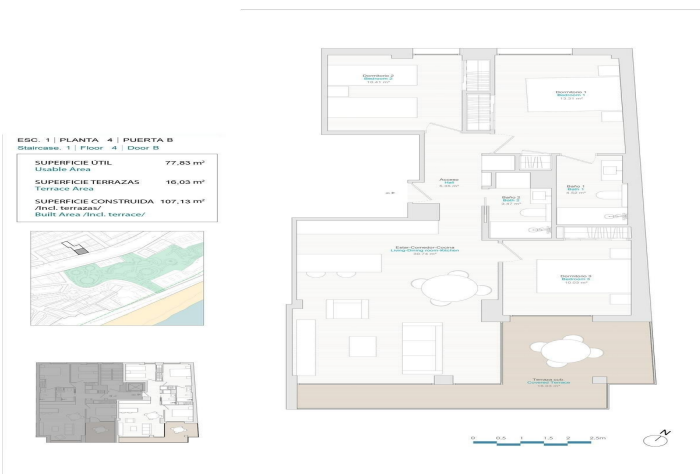 ESC. 1 | PLANTA 4 | PUERTA B
Staircase. 1 | Floor 4 | Door B
SUPERFICIE ÚTIL 77,83 m²
Usable Area
SUPERFICIE TERRAZAS 16,03 m²
Terrace Area
SUPERFICIE CONSTRUIDA 107,13 m²
/Incl. terrazas/
Built Area /Incl. terrace/
Dormitorio 2
Bedroom 2
Dormitorio 1
Bedroom 1
Acceso
Hall
Baño 1
Bath 1
Baño 2
Bath 2
Estar-Comedor-Cocina
Living-Dining room-Kitchen
Dormitorio 3
Bedroom 3
Terraza cub.
Covered Terrace
0 0,5 1 1,5 2 2,5m
N